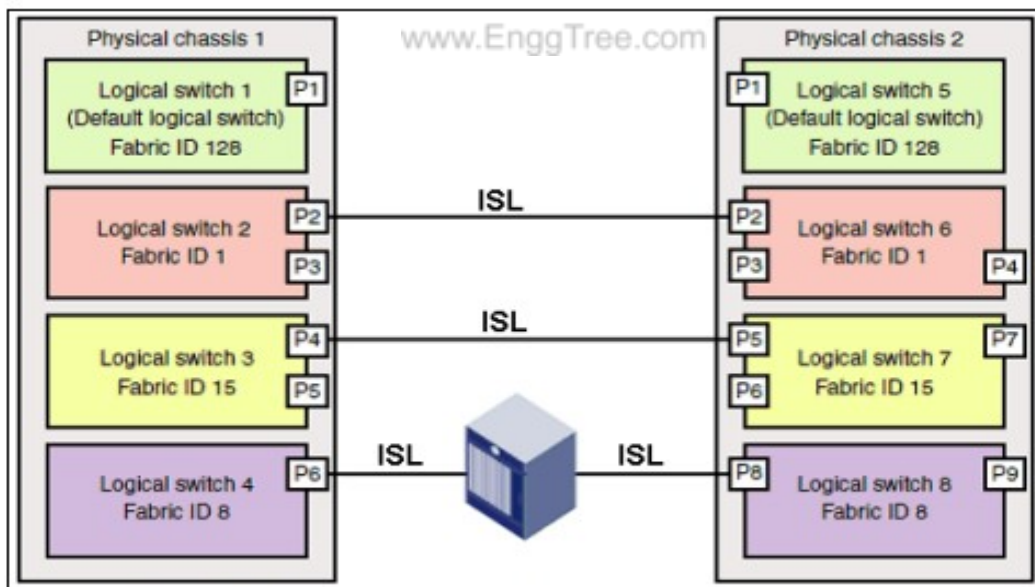 Physical chassis 1
Logical switch 1
(Default logical switch)
Fabric ID 128
P1
Logical switch 2
Fabric ID 1
P2
P3
Logical switch 3
Fabric ID 15
P4
P5
Logical switch 4
Fabric ID 8
P6
www.EnggTree.com
ISL
ISL
ISL
ISL
Physical chassis 2
P1
Logical switch 5
(Default logical switch)
Fabric ID 128
P2
P3
Logical switch 6
Fabric ID 1
P4
P5
P6
Logical switch 7
Fabric ID 15
P7
P8
Logical switch 8
Fabric ID 8
P9